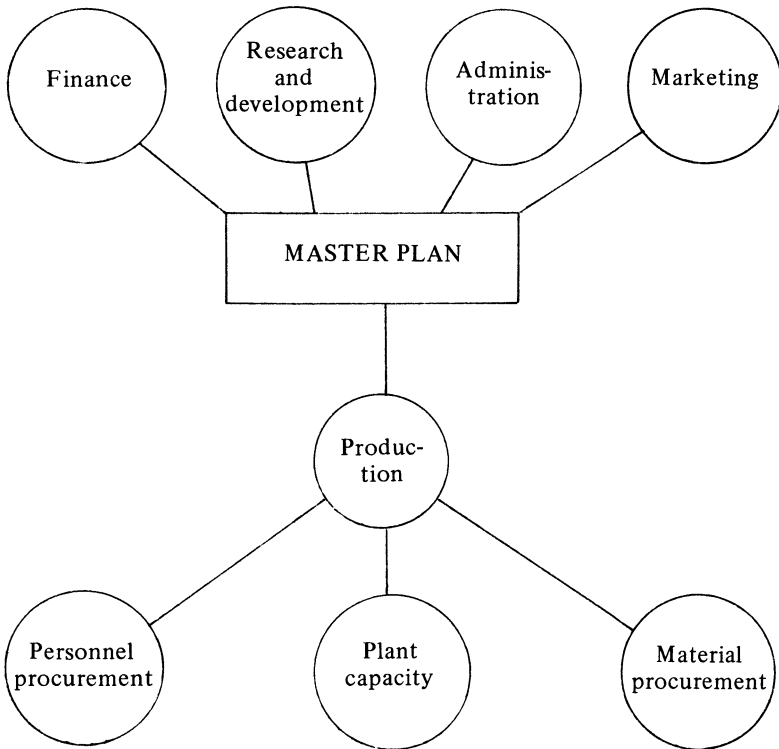 Finance
Research
and
development
Adminis-
tration
Marketing
MASTER PLAN
Produc-
tion
Personnel
procurement
Plant
capacity
Material
procurement